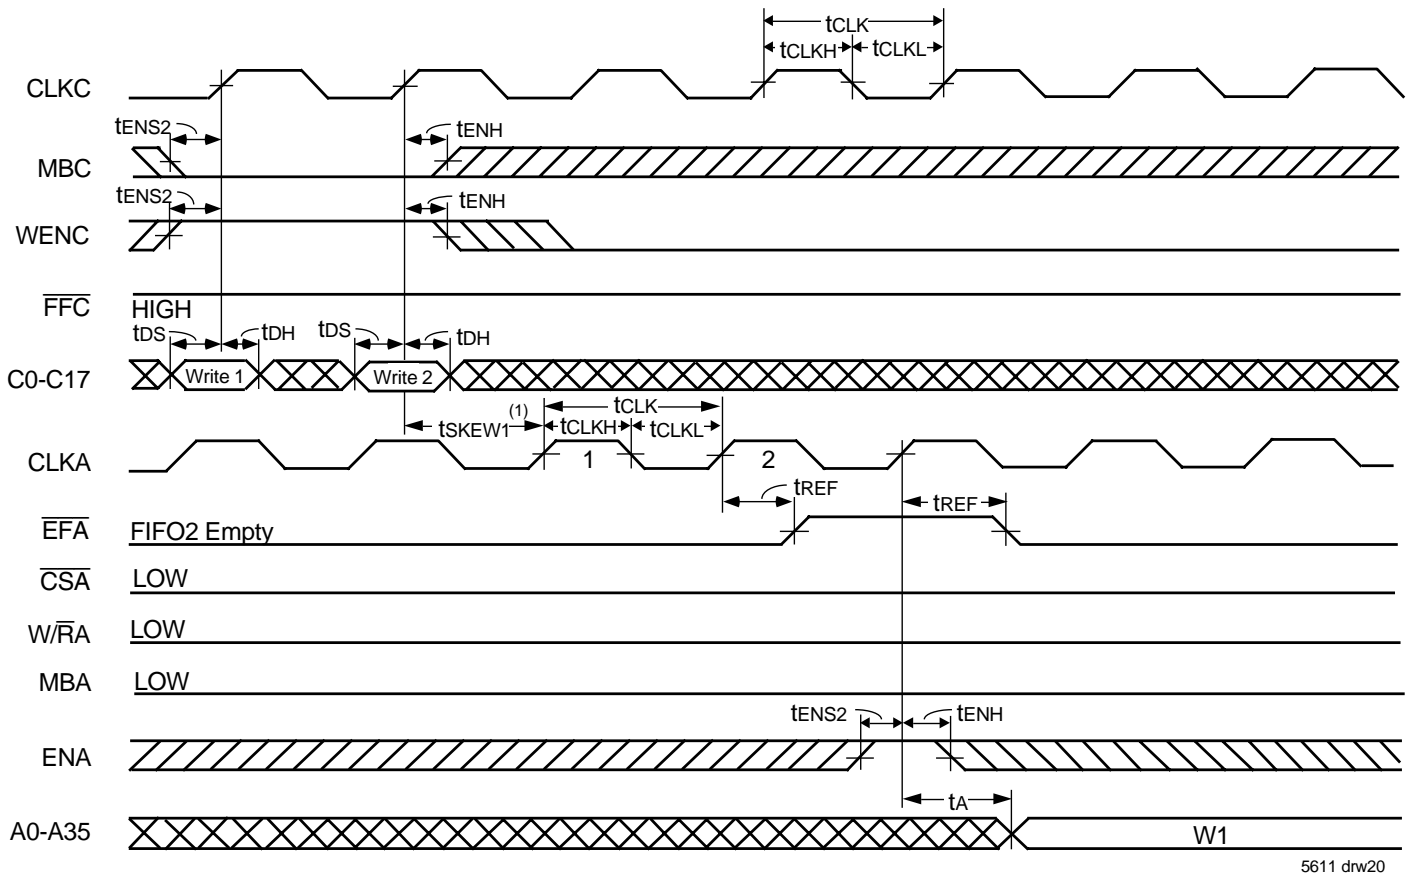 tCLK
tCLKH tCLKL
CLKC
tENS2 tENH
MBC
tENS2 tENH
WENC
FFC HIGH
tDS tDH tDS tDH
C0-C17 Write 1 Write 2
tSKEW1 (1) tCLK
tCLKH tCLKL
CLKA 1 2
tREF tREF
EFA FIFO2 Empty
CSA LOW
W/RA LOW
MBA LOW
tENS2 tENH
ENA
tA
A0-A35 W1
5611 drw20